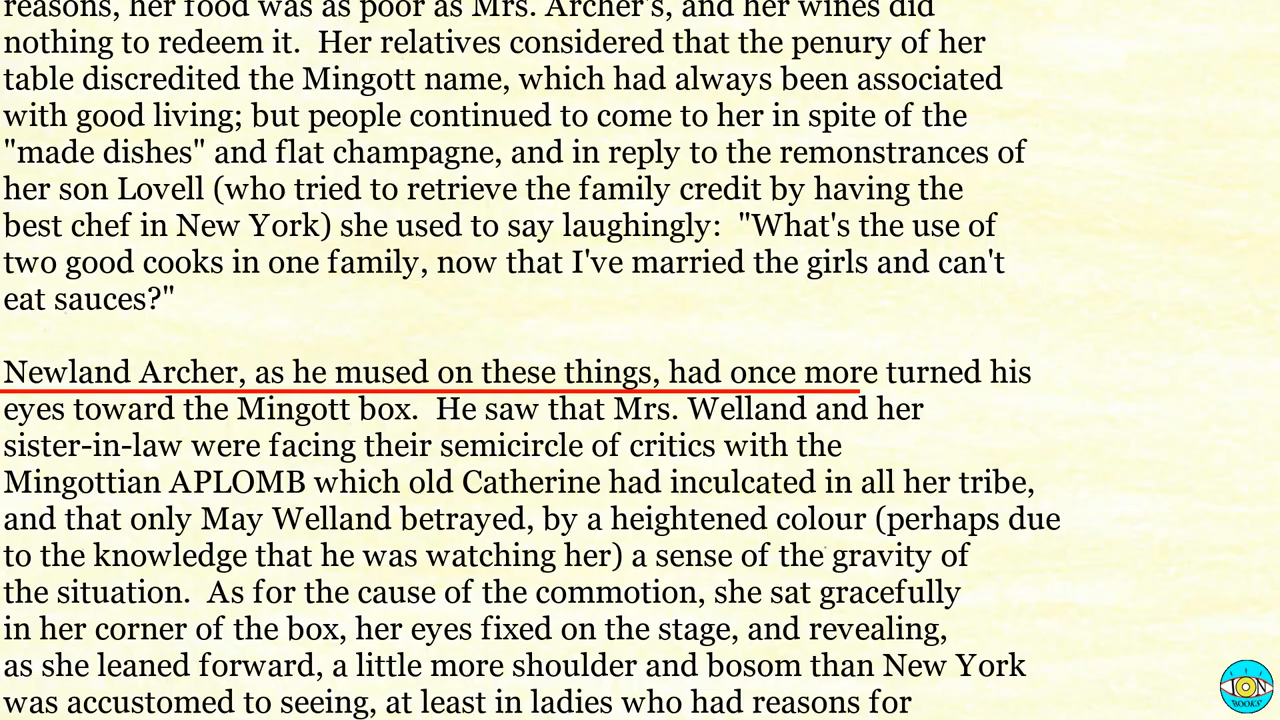 reasons, her food was as poor as Mrs. Archer's, and her wines did
nothing to redeem it.  Her relatives considered that the penury of her
table discredited the Mingott name, which had always been associated
with good living; but people continued to come to her in spite of the
"made dishes" and flat champagne, and in reply to the remonstrances of
her son Lovell (who tried to retrieve the family credit by having the
best chef in New York) she used to say laughingly:  "What's the use of
two good cooks in one family, now that I've married the girls and can't
eat sauces?"
Newland Archer, as he mused on these things, had once more turned his
eyes toward the Mingott box.  He saw that Mrs. Welland and her
sister-in-law were facing their semicircle of critics with the
Mingottian APLOMB which old Catherine had inculcated in all her tribe,
and that only May Welland betrayed, by a heightened colour (perhaps due
to the knowledge that he was watching her) a sense of the gravity of
the situation.  As for the cause of the commotion, she sat gracefully
in her corner of the box, her eyes fixed on the stage, and revealing,
as she leaned forward, a little more shoulder and bosom than New York
was accustomed to seeing, at least in ladies who had reasons for
ION
BOOKS